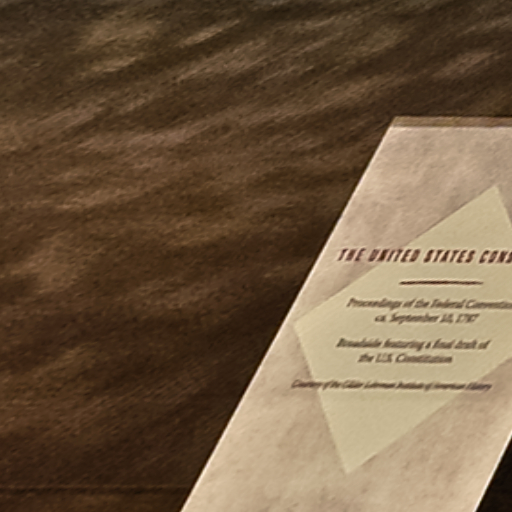 THE UNITED STATES CONS
Proceedings of the Federal Convention
ca. September 10, 1787
Broadside featuring a final draft of
the U.S. Constitution
Courtesy of the Gilder Lehrman Institute of American History